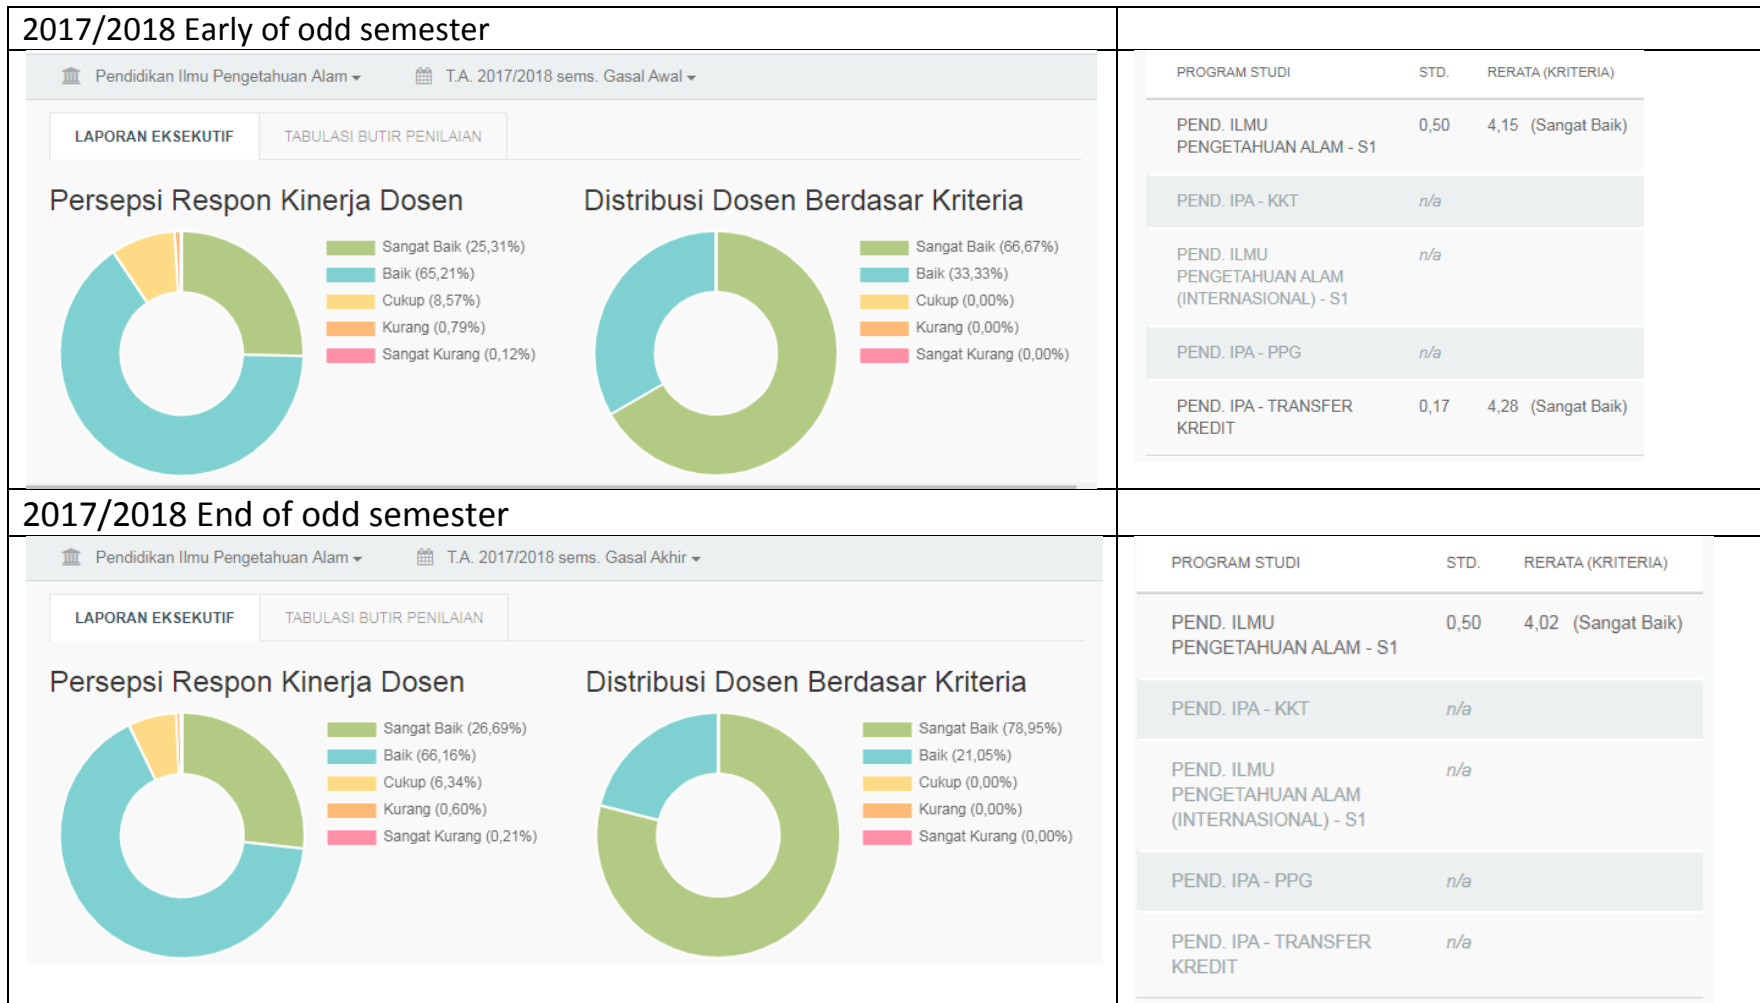 2017/2018 Early of odd semester
Pendidikan Ilmu Pengetahuan Alam
T.A. 2017/2018 sems. Gasal Awal
LAPORAN EKSEKUTIF
TABULASI BUTIR PENILAIAN
Persepsi Respon Kinerja Dosen
Sangat Baik (25,31%)
Baik (65,21%)
Cukup (8,57%)
Kurang (0,79%)
Sangat Kurang (0,12%)
Distribusi Dosen Berdasar Kriteria
Sangat Baik (66,67%)
Baik (33,33%)
Cukup (0,00%)
Kurang (0,00%)
Sangat Kurang (0,00%)
PROGRAM STUDI STD. RERATA (KRITERIA)
PEND. ILMU 0,50 4,15 (Sangat Baik)
PENGETAHUAN ALAM - S1
PEND. IPA - KKT n/a
PEND. ILMU n/a
PENGETAHUAN ALAM
(INTERNASIONAL) - S1
PEND. IPA - PPG n/a
PEND. IPA - TRANSFER 0,17 4,28 (Sangat Baik)
KREDIT
2017/2018 End of odd semester
Pendidikan Ilmu Pengetahuan Alam
T.A. 2017/2018 sems. Gasal Akhir
LAPORAN EKSEKUTIF
TABULASI BUTIR PENILAIAN
Persepsi Respon Kinerja Dosen
Sangat Baik (26,69%)
Baik (66,16%)
Cukup (6,34%)
Kurang (0,60%)
Sangat Kurang (0,21%)
Distribusi Dosen Berdasar Kriteria
Sangat Baik (78,95%)
Baik (21,05%)
Cukup (0,00%)
Kurang (0,00%)
Sangat Kurang (0,00%)
PROGRAM STUDI STD. RERATA (KRITERIA)
PEND. ILMU 0,50 4,02 (Sangat Baik)
PENGETAHUAN ALAM - S1
PEND. IPA - KKT n/a
PEND. ILMU n/a
PENGETAHUAN ALAM
(INTERNASIONAL) - S1
PEND. IPA - PPG n/a
PEND. IPA - TRANSFER n/a
KREDIT